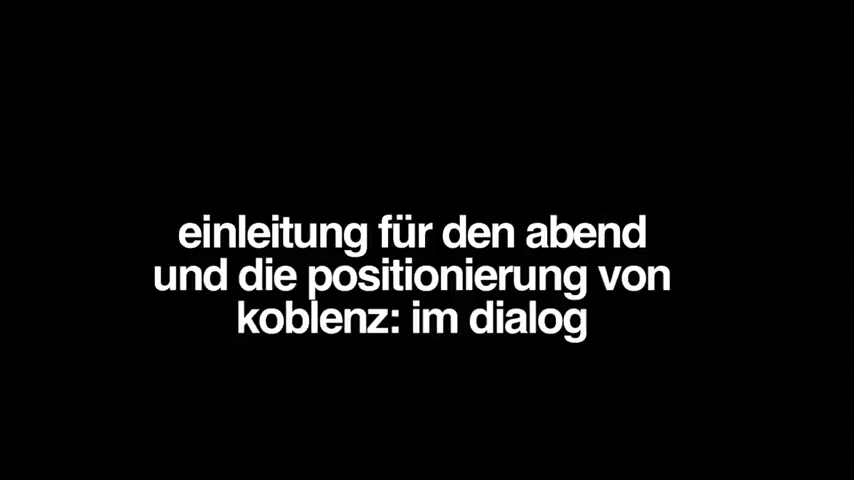 einleitung für den abend
und die positionierung von
koblenz: im dialog